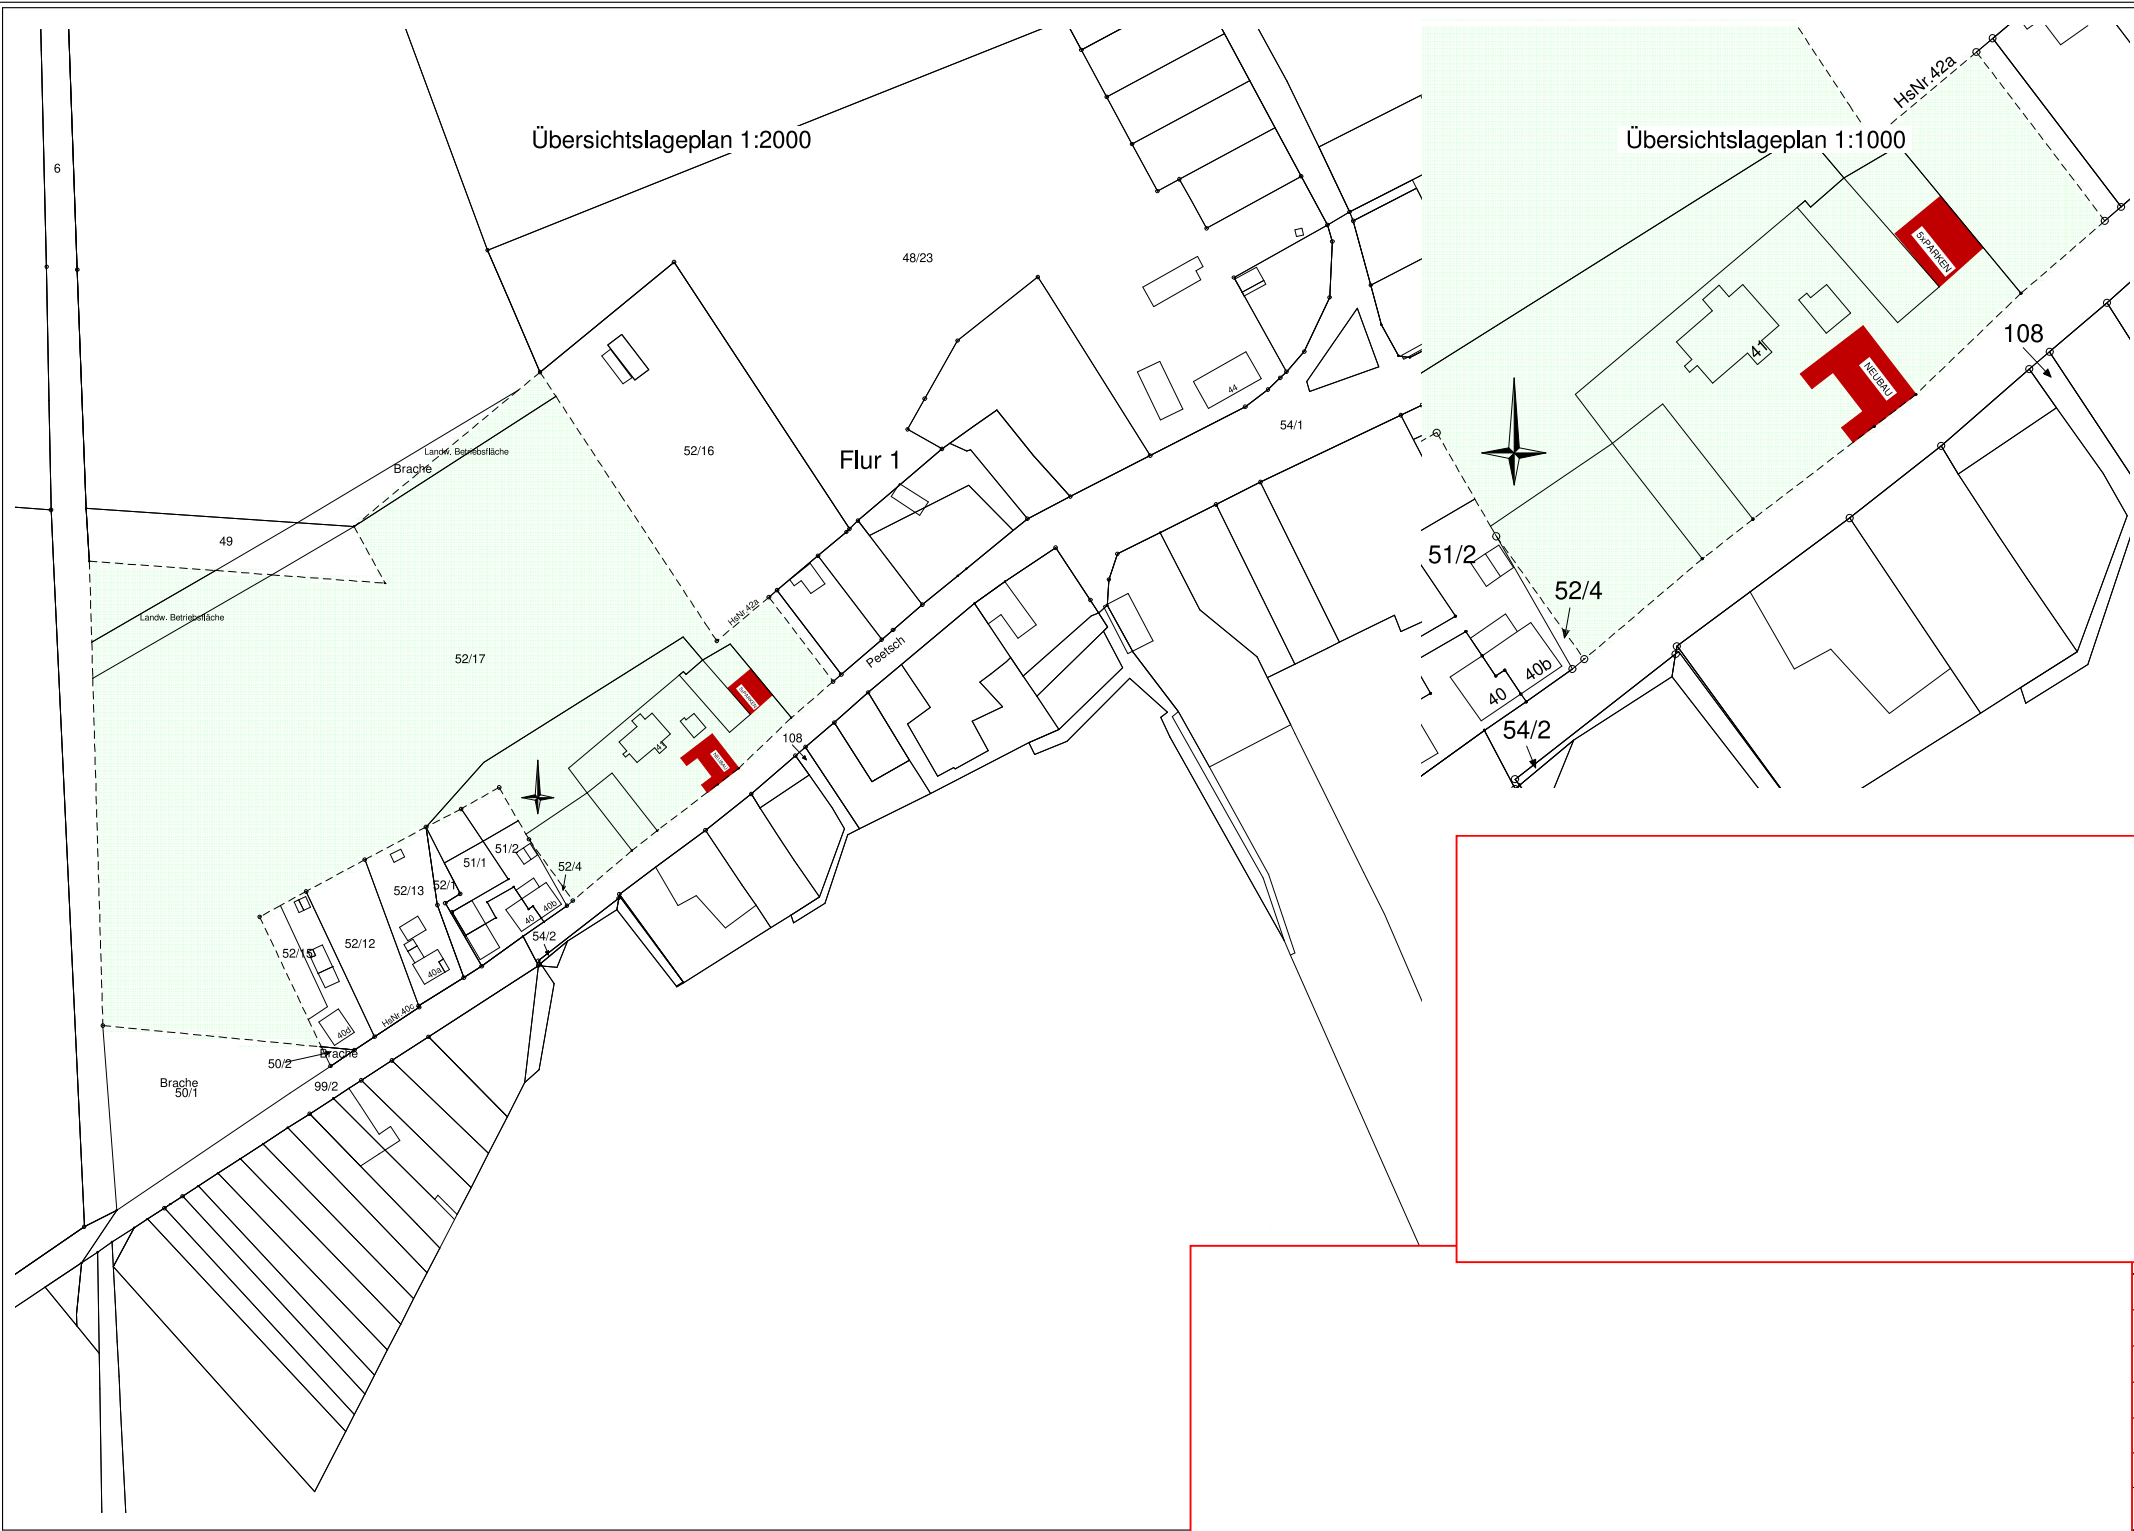 Übersichtslageplan 1:2000
Übersichtslageplan 1:1000
HsNr.42a
6
48/23
5xPARKEN
108
41
NEUBAU
44
54/1
52/16
Flur 1
Landw. Betriebsfläche
Brache
49
51/2
52/4
40
40b
54/2
Landw. Betriebsfläche
52/17
HsNr.42a
Peetsch
5xPARKEN
41
NEUBAU
108
51/2
51/1
52/4
52/13
52/1
40
40b
54/2
52/12
52/15
40a
HsNr.40c
40d
Brache
50/2
99/2
Brache
50/1